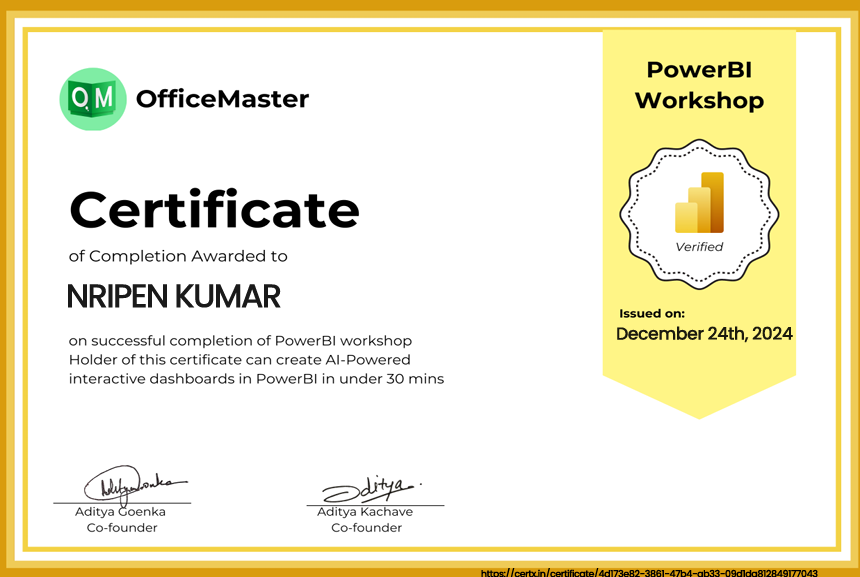 OM
OfficeMaster
PowerBI
Workshop
Certificate
of Completion Awarded to
NRIPEN KUMAR
on successful completion of PowerBI workshop
Holder of this certificate can create AI-Powered
interactive dashboards in PowerBI in under 30 mins
Verified
Issued on:
December 24th, 2024
Aditya Goenka
Co-founder
Aditya.
Aditya Kachave
Co-founder
https://certx.in/certificate/4d173e82-3861-47b4-ab33-09d1da812849177043